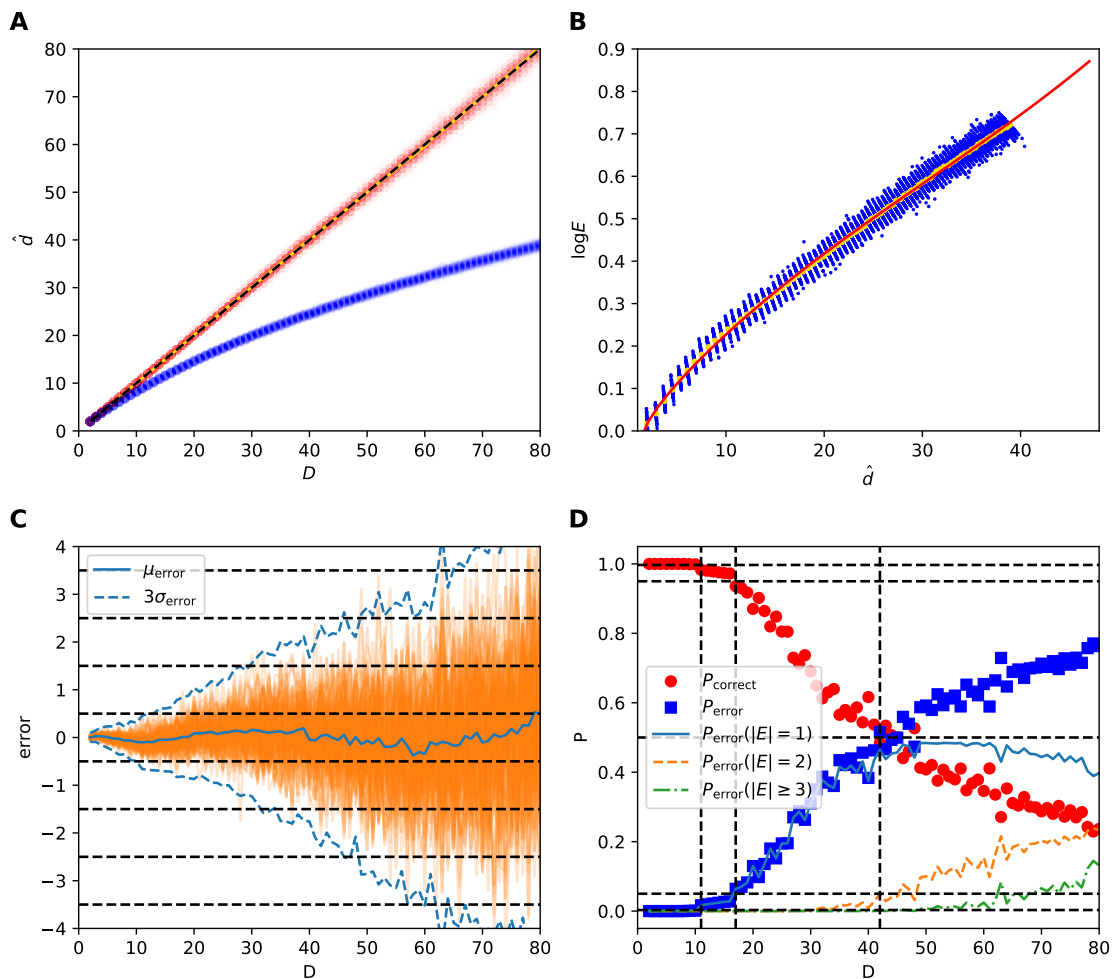 A
80
70
60
50
40
30
20
10
0
d̂
0 10 20 30 40 50 60 70 80
D
B
0.9
0.8
0.7
0.6
0.5
0.4
0.3
0.2
0.1
0.0
logE
10 20 30 40
d̂
C
4
3
2
1
0
−1
−2
−3
−4
error
μerror
3σerror
0 10 20 30 40 50 60 70 80
D
D
P
1.0
0.8
0.6
0.4
0.2
0.0
Pcorrect
Perror
Perror(|E| = 1)
Perror(|E| = 2)
Perror(|E| ≥ 3)
0 10 20 30 40 50 60 70 80
D